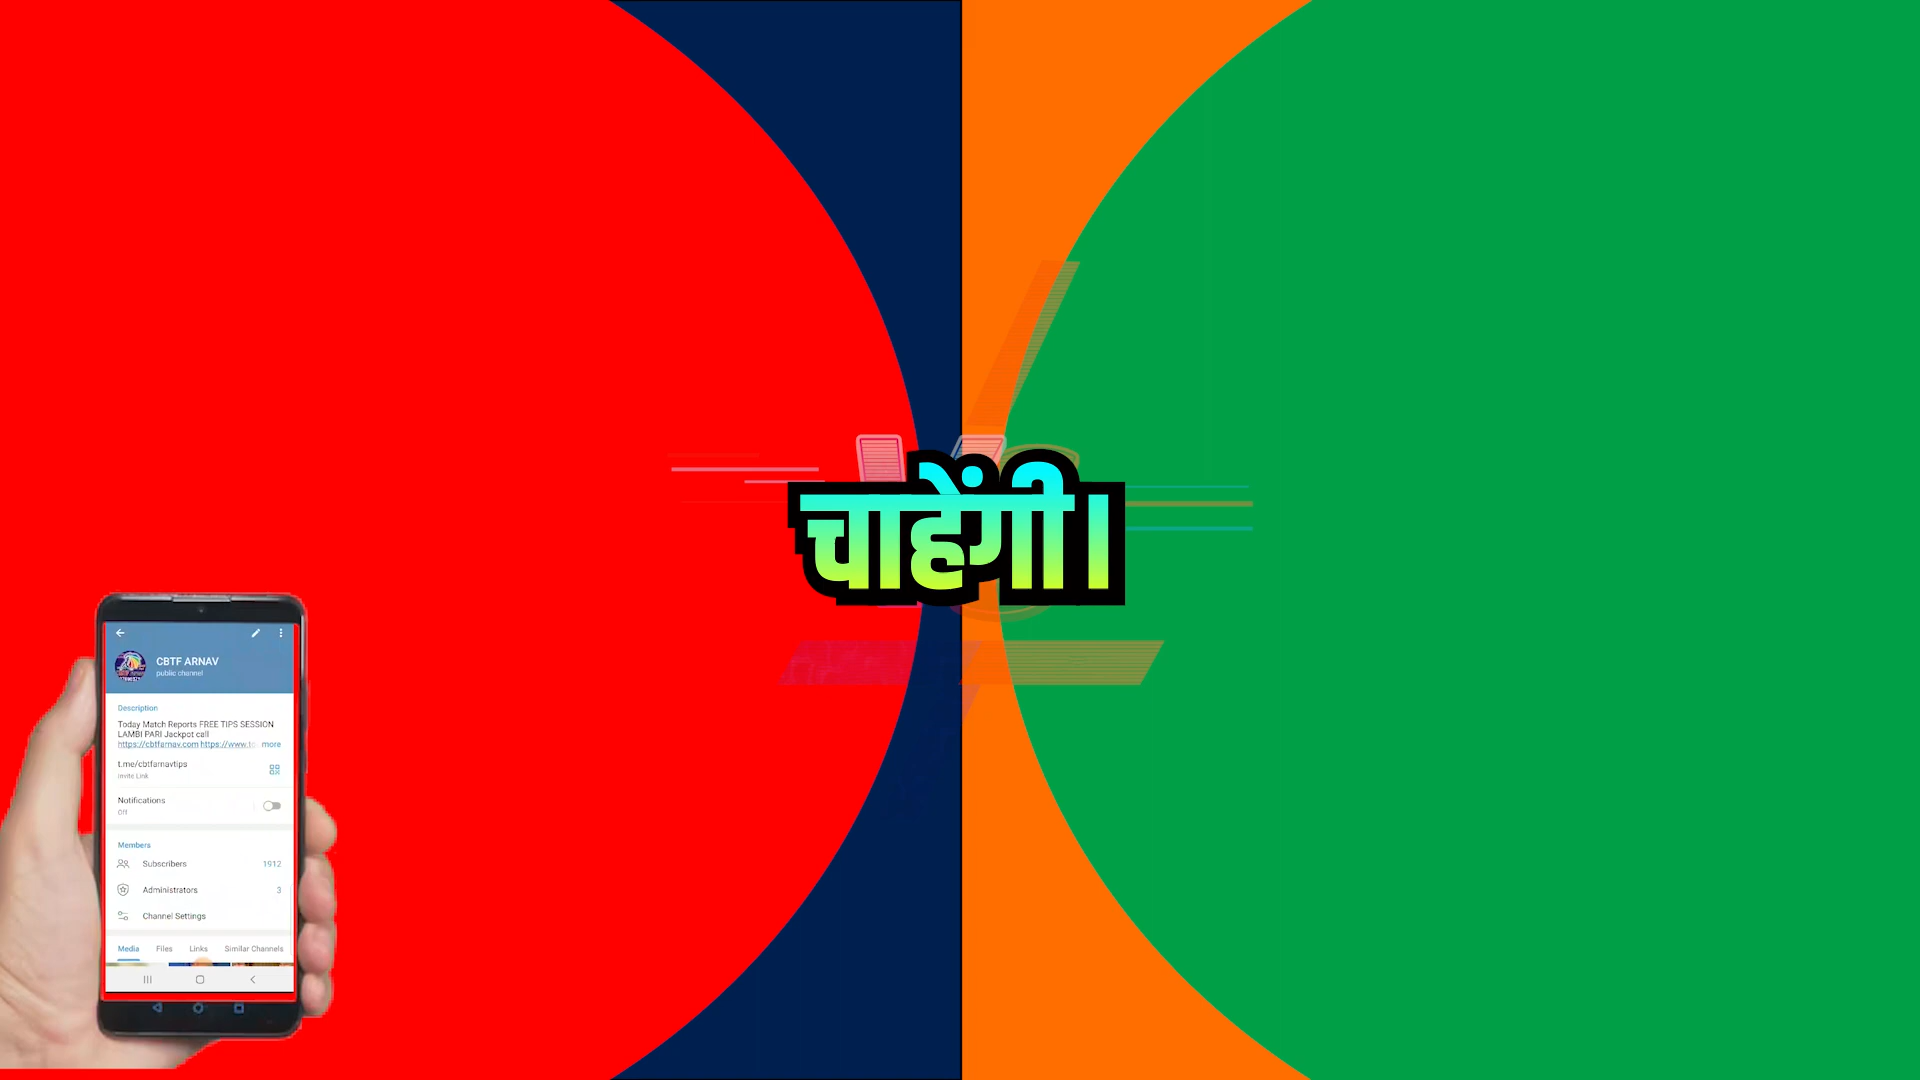 चाहेंगी।
CBTF ARNAV
public channel
Description
Today Match Reports FREE TIPS SESSION
LAMBI PARI Jackpot call
https://cbtfarnav.com https://www.to more
t.me/cbtfarnavtips
Invite Link
Notifications
Off
Members
Subscribers 1912
Administrators 3
Channel Settings
Media Files Links Similar Channels